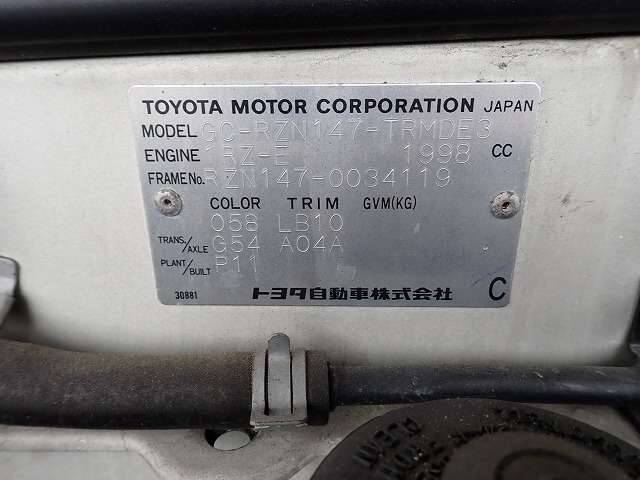 TOYOTA MOTOR CORPORATION JAPAN
MODEL GC-RZN147-TRMDE3
ENGINE 1RZ-E 1998 CC
FRAME No. RZN147-0034119
COLOR TRIM GVM(KG)
058 LB10
TRANS./AXLE G54 A04A
PLANT/BUILT P11
30881 トヨタ自動車株式会社 C